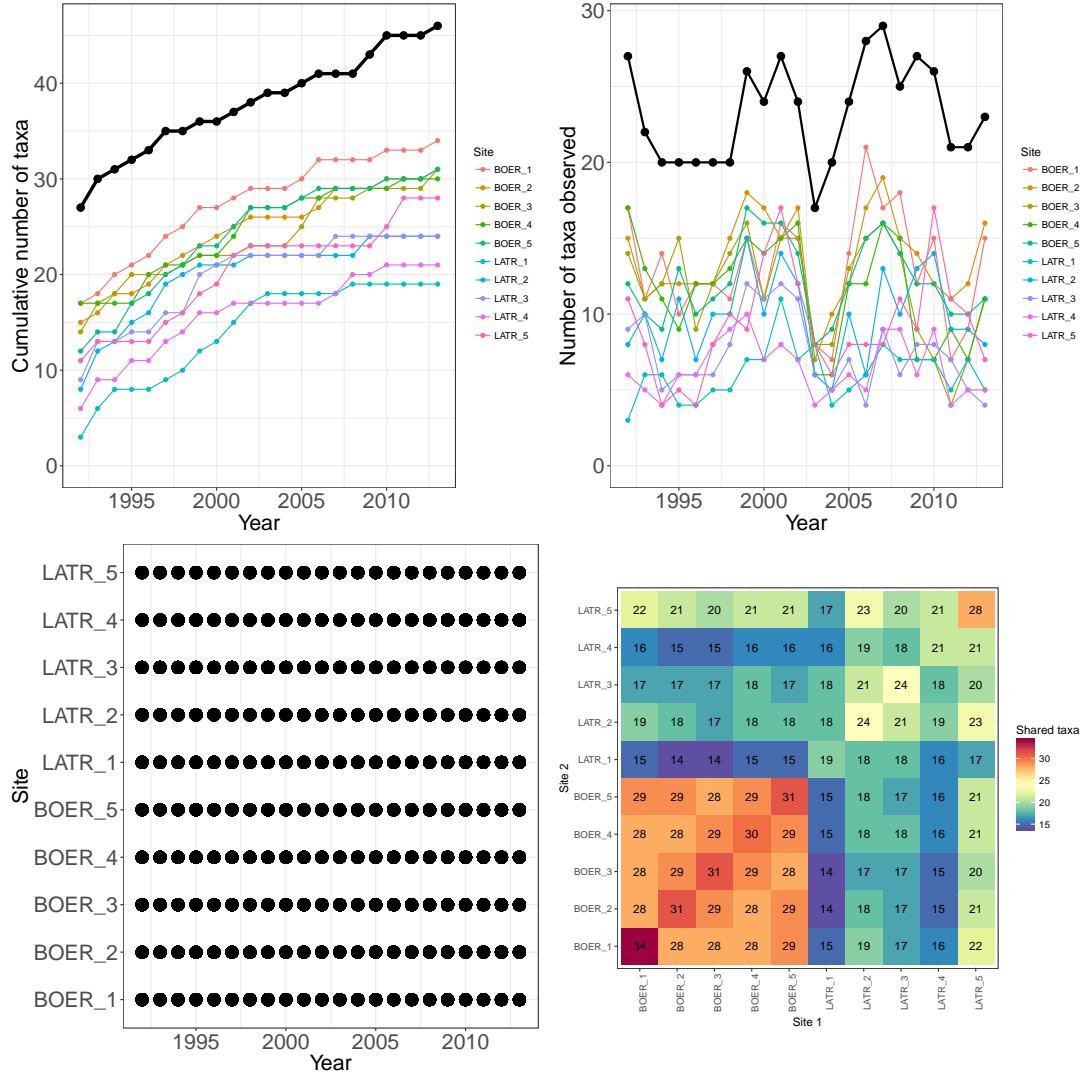 Cumulative number of taxa
40
30
20
10
0
1995 2000 2005 2010
Year
Site
BOER_1
BOER_2
BOER_3
BOER_4
BOER_5
LATR_1
LATR_2
LATR_3
LATR_4
LATR_5
Number of taxa observed
30
20
10
0
1995 2000 2005 2010
Year
Site
BOER_1
BOER_2
BOER_3
BOER_4
BOER_5
LATR_1
LATR_2
LATR_3
LATR_4
LATR_5
Site
LATR_5
LATR_4
LATR_3
LATR_2
LATR_1
BOER_5
BOER_4
BOER_3
BOER_2
BOER_1
1995 2000 2005 2010
Year
Site 2
LATR_5 22 21 20 21 21 17 23 20 21 28
LATR_4 16 15 15 16 16 16 19 18 21 21
LATR_3 17 17 17 18 17 18 21 24 18 20
LATR_2 19 18 17 18 18 18 24 21 19 23
LATR_1 15 14 14 15 15 19 18 18 16 17
BOER_5 29 29 28 29 31 15 18 17 16 21
BOER_4 28 28 29 30 29 15 18 18 16 21
BOER_3 28 29 31 29 28 14 17 17 15 20
BOER_2 28 31 29 28 29 14 18 17 15 21
BOER_1 34 28 28 28 29 15 19 17 16 22
BOER_1 BOER_2 BOER_3 BOER_4 BOER_5 LATR_1 LATR_2 LATR_3 LATR_4 LATR_5
Site 1
Shared taxa
30
25
20
15